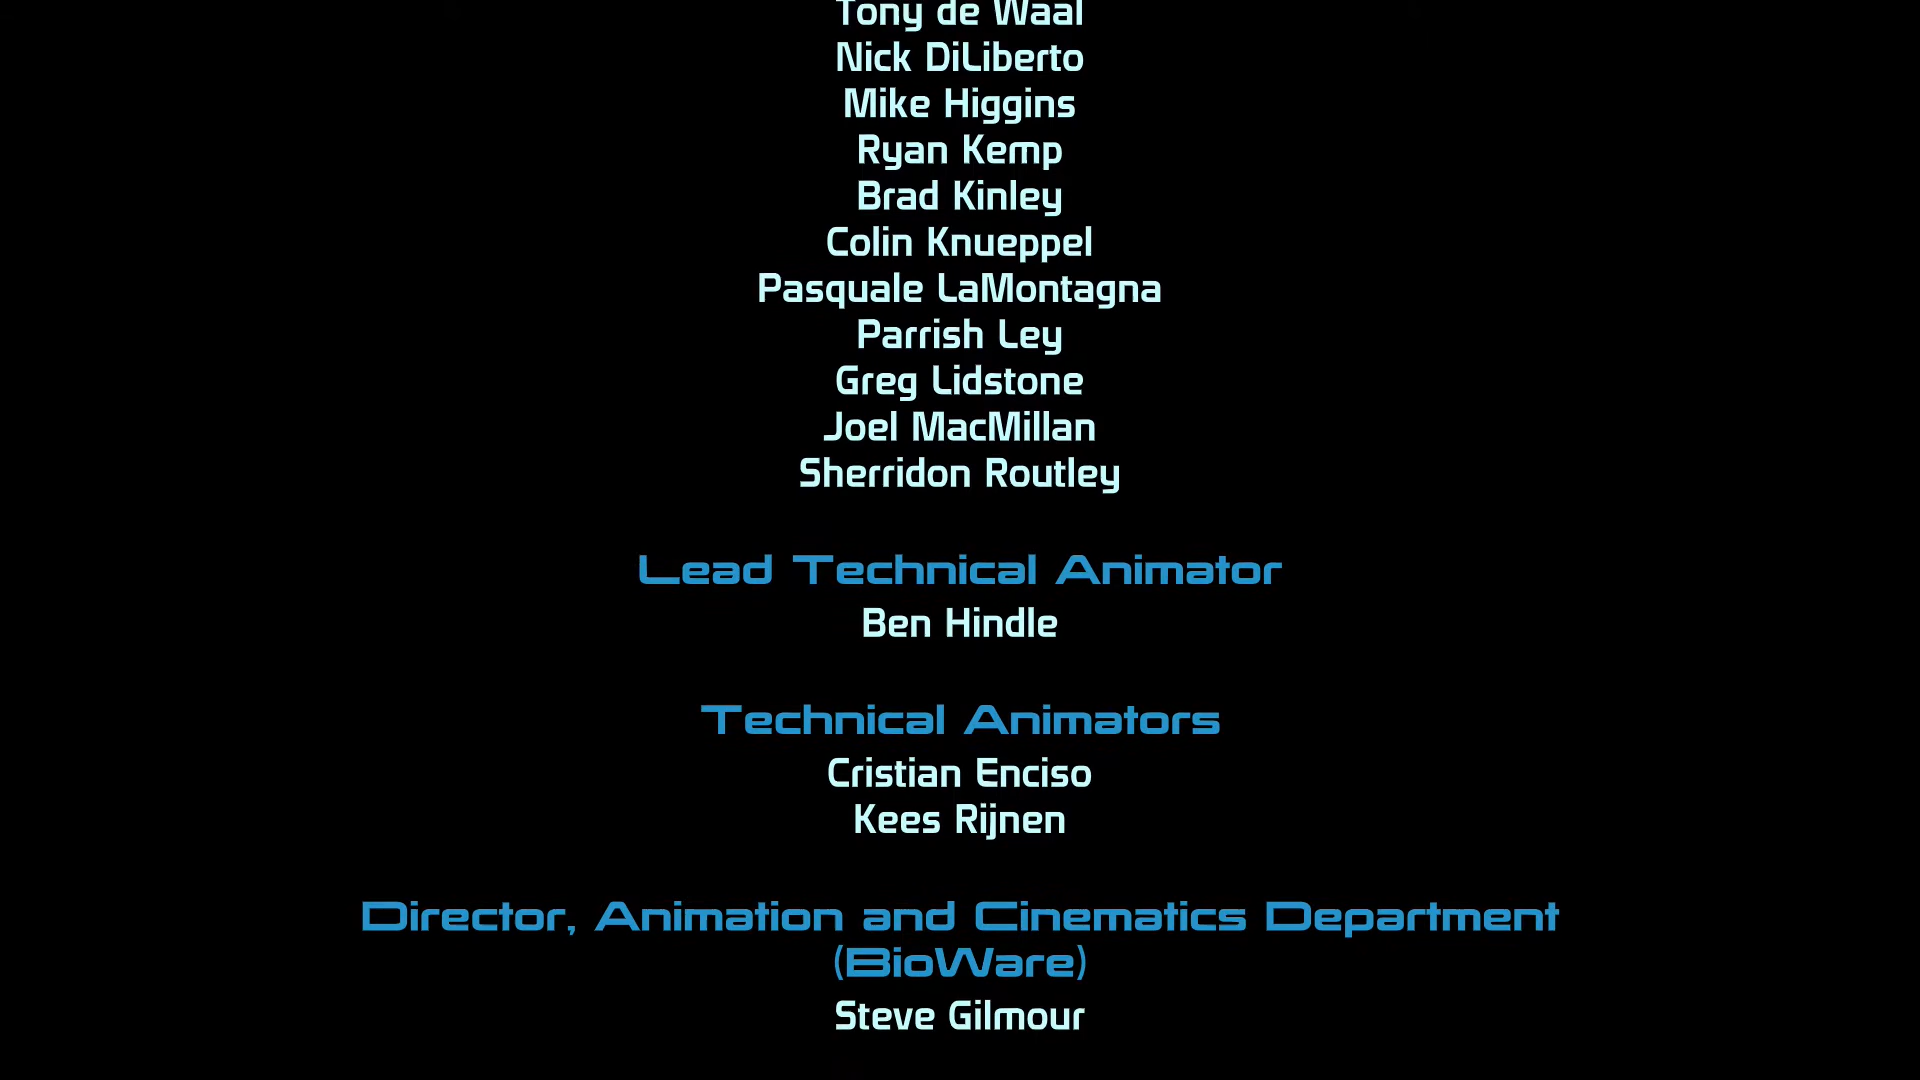 Tony de Waal
Nick DiLiberto
Mike Higgins
Ryan Kemp
Brad Kinley
Colin Knueppel
Pasquale LaMontagna
Parrish Ley
Greg Lidstone
Joel MacMillan
Sherridon Routley
Lead Technical Animator
Ben Hindle
Technical Animators
Cristian Enciso
Kees Rijnen
Director, Animation and Cinematics Department
(BioWare)
Steve Gilmour